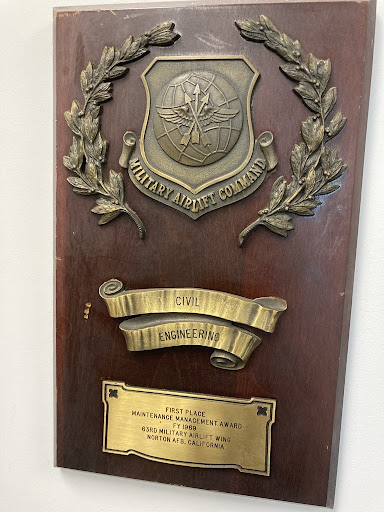 MILITARY AIRLIFT COMMAND
CIVIL
ENGINEERING
FIRST PLACE
MAINTENANCE MANAGEMENT AWARD
FY 1969
63RD MILITARY AIRLIFT WING
NORTON AFB, CALIFORNIA